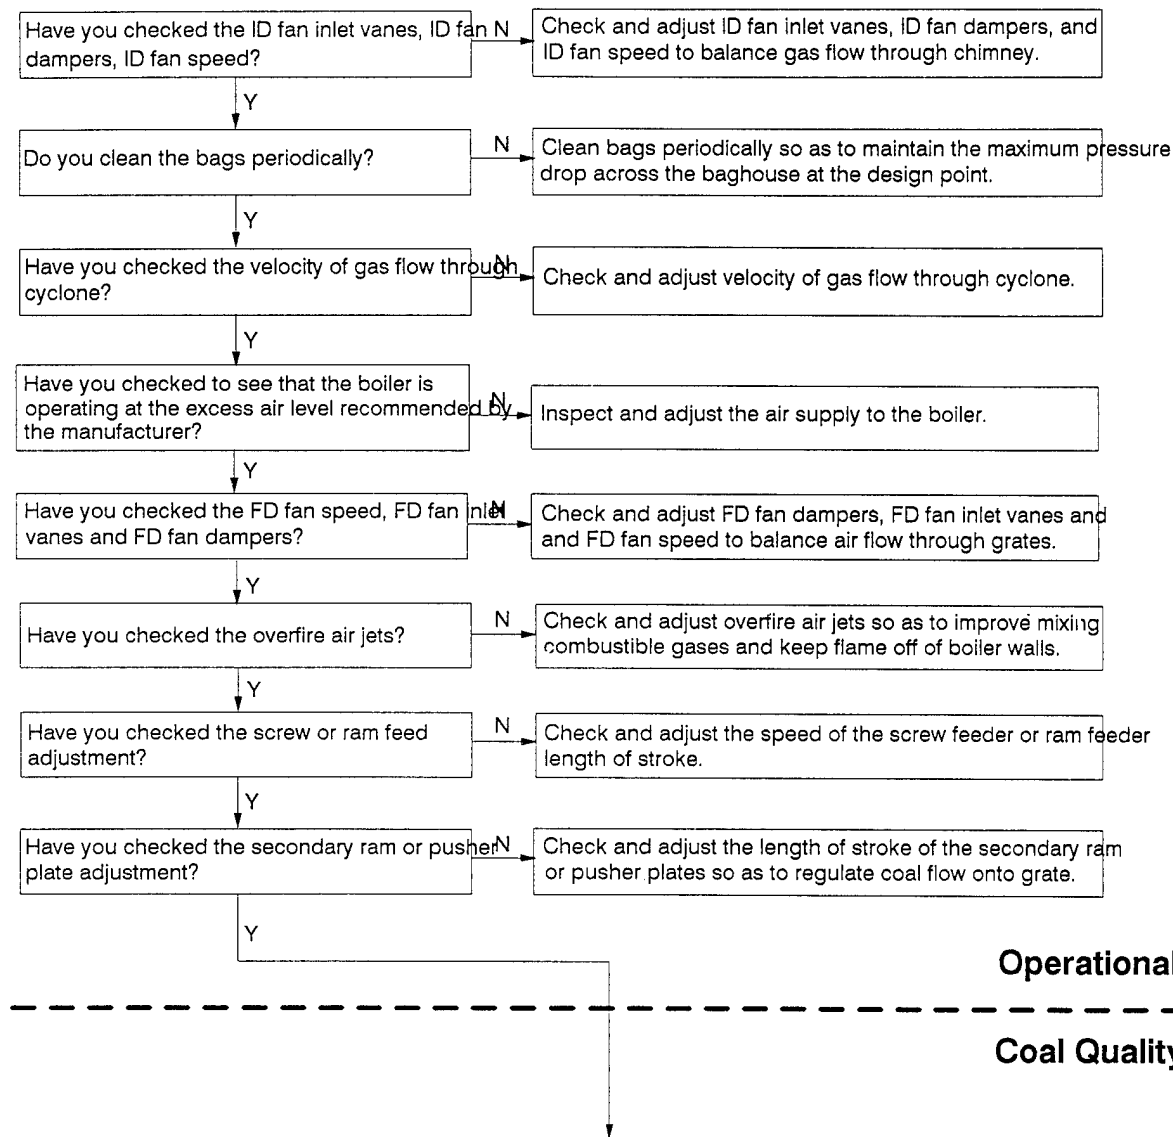 Have you checked the ID fan inlet vanes, ID fan
dampers, ID fan speed?
N
Check and adjust ID fan inlet vanes, ID fan dampers, and
ID fan speed to balance gas flow through chimney.
Y
Do you clean the bags periodically?
N
Clean bags periodically so as to maintain the maximum pressure
drop across the baghouse at the design point.
Y
Have you checked the velocity of gas flow through
cyclone?
N
Check and adjust velocity of gas flow through cyclone.
Y
Have you checked to see that the boiler is
operating at the excess air level recommended by
the manufacturer?
N
Inspect and adjust the air supply to the boiler.
Y
Have you checked the FD fan speed, FD fan inlet
vanes and FD fan dampers?
N
Check and adjust FD fan dampers, FD fan inlet vanes and
and FD fan speed to balance air flow through grates.
Y
Have you checked the overfire air jets?
N
Check and adjust overfire air jets so as to improve mixing
combustible gases and keep flame off of boiler walls.
Y
Have you checked the screw or ram feed
adjustment?
N
Check and adjust the speed of the screw feeder or ram feeder
length of stroke.
Y
Have you checked the secondary ram or pusher
plate adjustment?
N
Check and adjust the length of stroke of the secondary ram
or pusher plates so as to regulate coal flow onto grate.
Y
Operational
Coal Quality